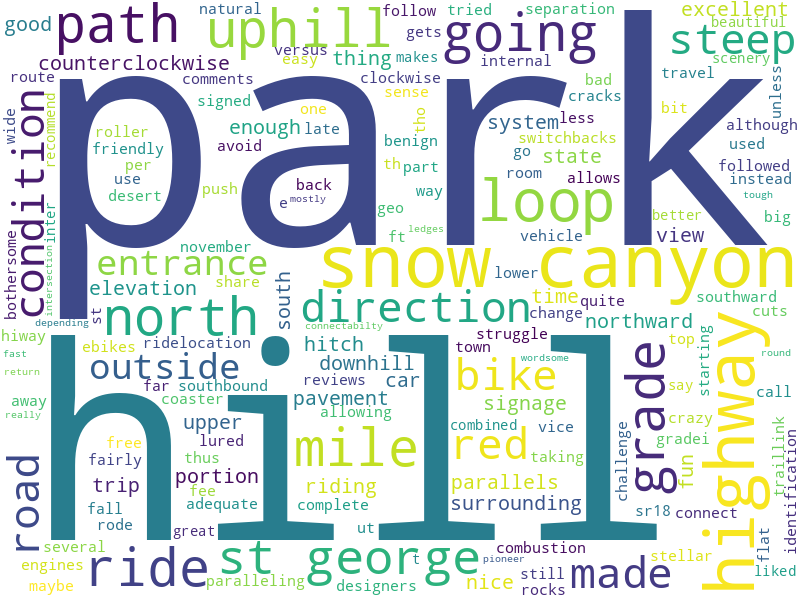 natural
follow
tried
separation
excellent
good
path
uphill
going
beautiful
steep
versus
gets
easy
thing
makes
internal
scenery
counterclockwise
route
comments
clockwise
bad
travel
unless
signed
sense
cracks
wide
recommend
condition
park
roller
one
tho
system
less
bit
although
friendly
enough
late
benign
switchbacks
used
avoid
go
state
per
th
part
room
allows
followed
use
push
back
instead
desert
e
mostly
way
loop
tough
geo
better
big
bothersome
inter
intersection
november
ft
ledges
vehicle
view
entrance
share
snow canyon
lower
elevation
south
time
quite
southward
st
north
direction
change
cuts
depending
connectabilty
northward
hiway
ebikes
ridelocation
hitch
struggle
top
starting
fast
outside
reviews
downhill
town
wordsome
round
return
far
southbound
car
bike
say
call
away
coaster
pavement
signage
grade
crazy
really
upper
allowing
hill
combined
vice
gradei
free
lured
mile
red
taking
challenge
fun
highway
traillink
identification
fairly
thus
portion
riding
parallels
road
trip
fee
adequate
complete
surrounding
sr18
connect
fall
rode
great
ut
combustion
flat
several
st george
t
pioneer
still
stellar
engines
ride
nice
made
liked
maybe
paralleling
designers
rocks